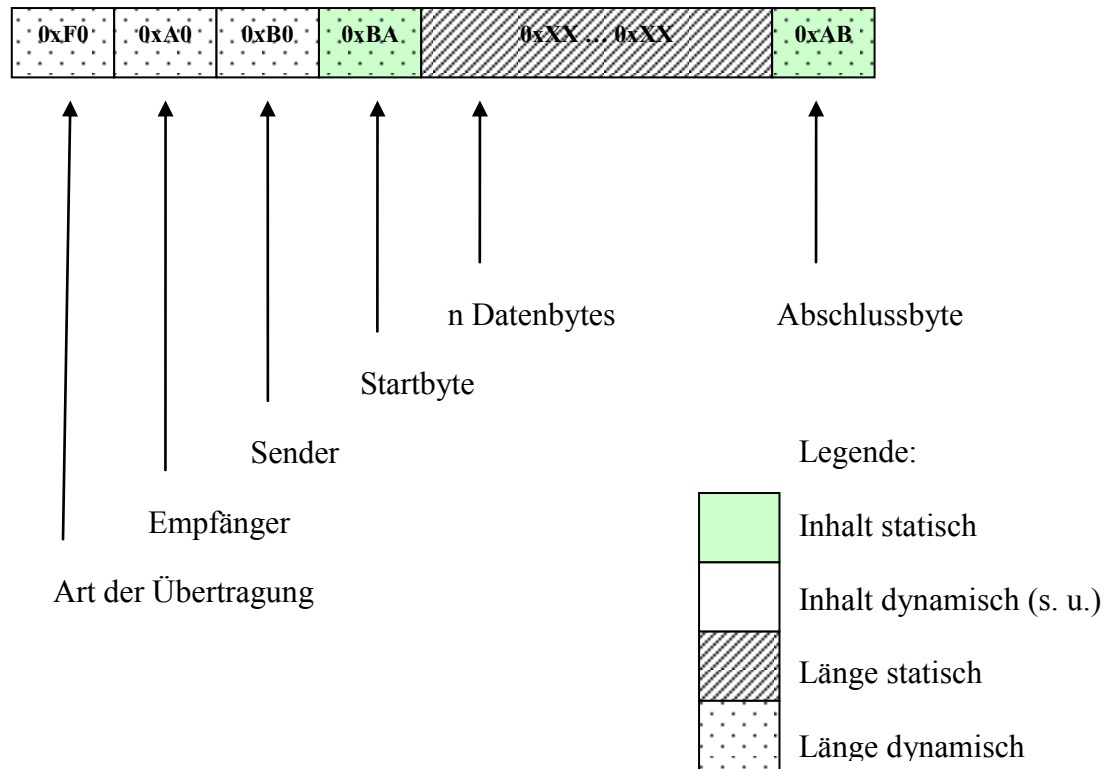 0xF0 0xA0 0xB0 0xBA 0xXX ... 0xXX 0xAB
n Datenbytes
Abschlussbyte
Startbyte
Sender
Empfänger
Art der Übertragung
Legende:
Inhalt statisch
Inhalt dynamisch (s. u.)
Länge statisch
Länge dynamisch